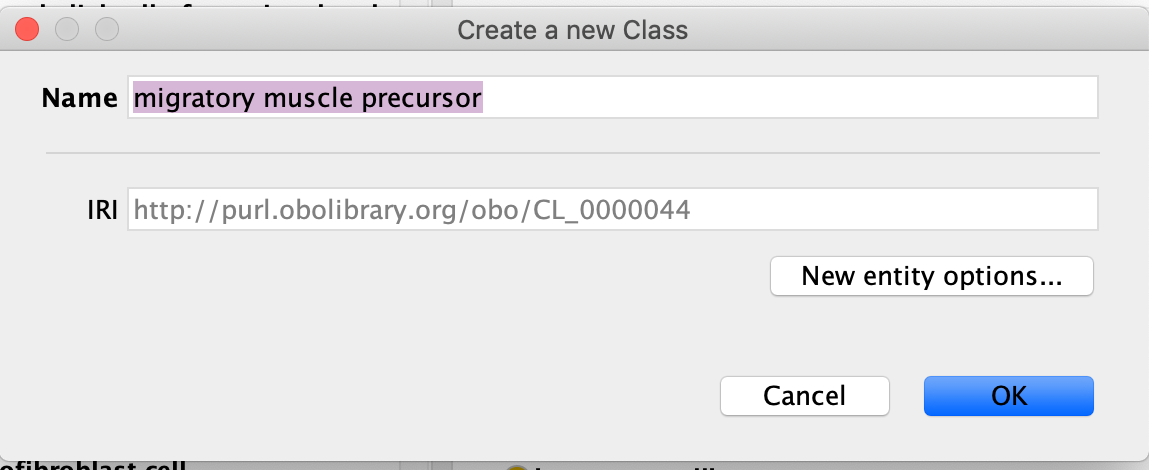 Create a new Class
Name migratory muscle precursor
IRI http://purl.obolibrary.org/obo/CL_0000044
New entity options...
Cancel OK
ofibroblast cell